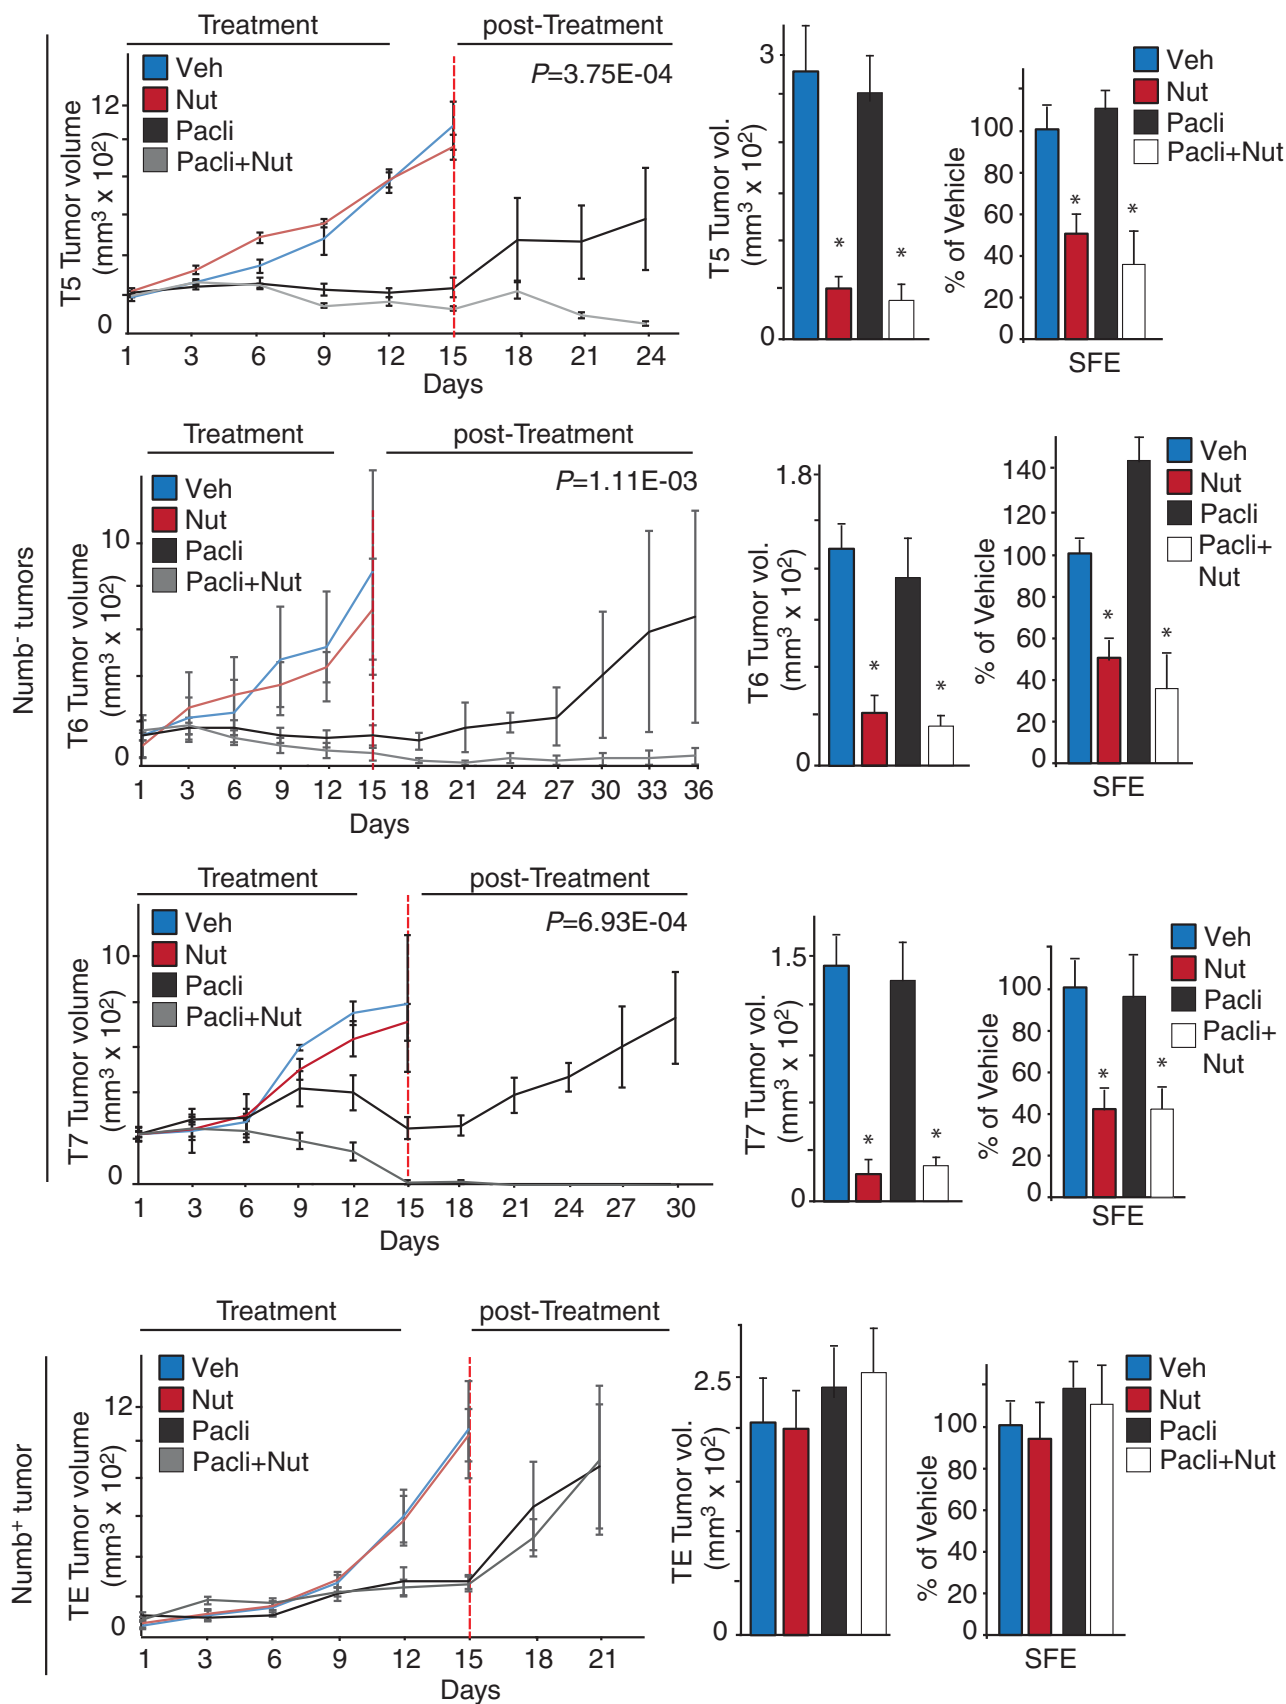 Numb⁻ tumors
Treatment
post-Treatment
Veh
Nut
Pacli
Pacli+Nut
P=3.75E-04
T5 Tumor volume
(mm³ x 10²)
12
0
1 3 6 9 12 15 18 21 24
Days
T5 Tumor vol.
(mm³ x 10²)
3
0
*
*
% of Vehicle
100
80
60
40
20
0
*
*
SFE
Veh
Nut
Pacli
Pacli+Nut
Treatment
post-Treatment
Veh
Nut
Pacli
Pacli+Nut
P=1.11E-03
T6 Tumor volume
(mm³ x 10²)
10
0
1 3 6 9 12 15 18 21 24 27 30 33 36
Days
T6 Tumor vol.
(mm³ x 10²)
1.8
0
*
*
% of Vehicle
140
120
100
80
60
40
20
0
*
*
SFE
Veh
Nut
Pacli
Pacli+
Nut
Treatment
post-Treatment
Veh
Nut
Pacli
Pacli+Nut
P=6.93E-04
T7 Tumor volume
(mm³ x 10²)
10
0
1 3 6 9 12 15 18 21 24 27 30
Days
T7 Tumor vol.
(mm³ x 10²)
1.5
0
*
*
% of Vehicle
100
80
60
40
20
0
*
*
SFE
Veh
Nut
Pacli
Pacli+
Nut
Numb⁺ tumor
Treatment
post-Treatment
Veh
Nut
Pacli
Pacli+Nut
TE Tumor volume
(mm³ x 10²)
12
0
1 3 6 9 12 15 18 21
Days
TE Tumor vol.
(mm³ x 10²)
2.5
0
% of Vehicle
100
80
60
40
20
0
SFE
Veh
Nut
Pacli
Pacli+Nut